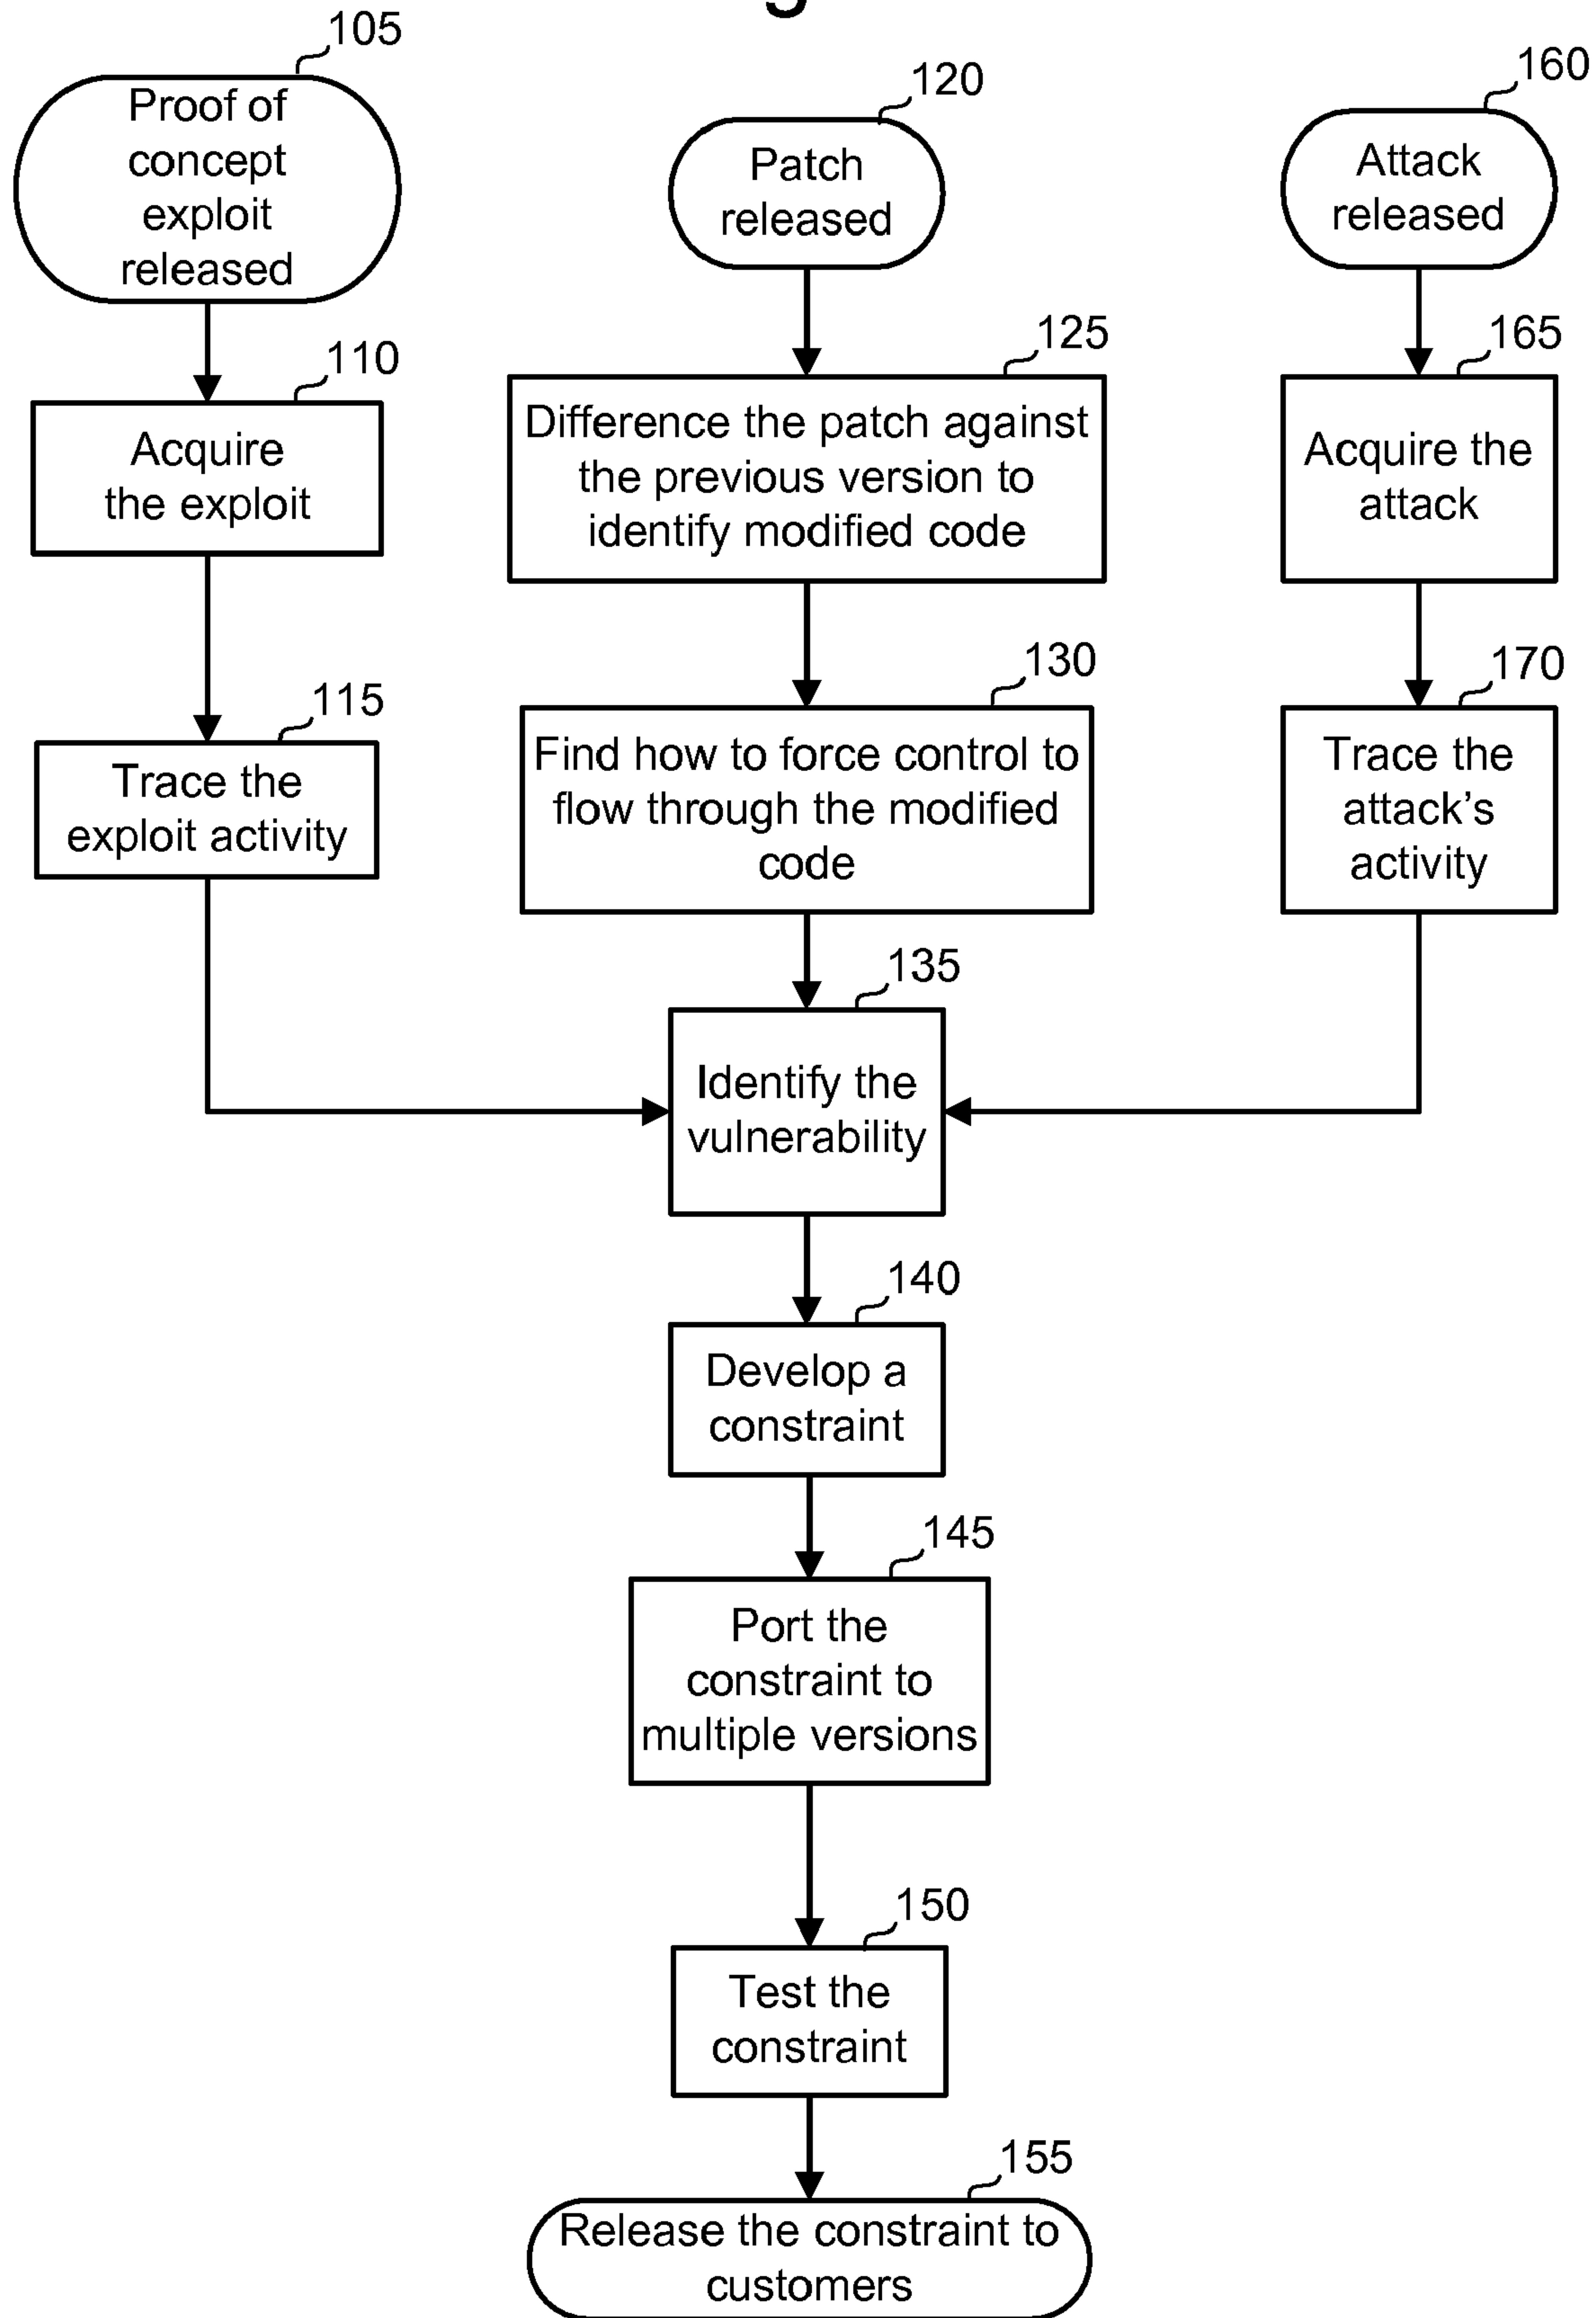 105
Proof of
concept
exploit
released
120
Patch
released
160
Attack
released
110
Acquire
the exploit
125
Difference the patch against
the previous version to
identify modified code
165
Acquire the
attack
115
Trace the
exploit activity
130
Find how to force control to
flow through the modified
code
170
Trace the
attack's
activity
135
Identify the
vulnerability
140
Develop a
constraint
145
Port the
constraint to
multiple versions
150
Test the
constraint
155
Release the constraint to
customers